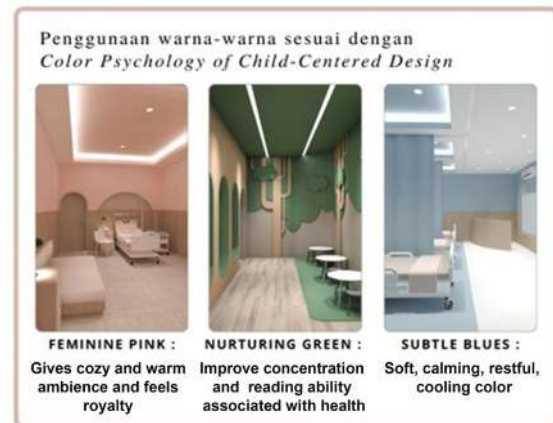 Penggunaan warna-warna sesuai dengan
Color Psychology of Child-Centered Design
FEMININE PINK :
Gives cozy and warm
ambience and feels
royalty
NURTURING GREEN :
Improve concentration
and reading ability
associated with health
SUBTLE BLUES :
Soft, calming, restful,
cooling color